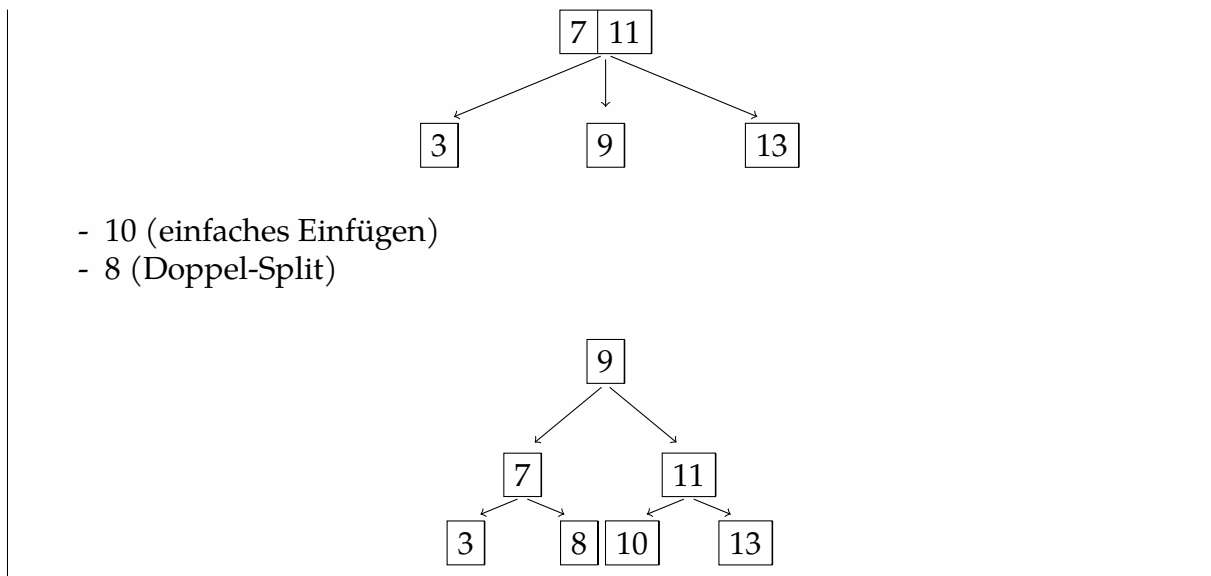 7 11
3 9 13
- 10 (einfaches Einfügen)
- 8 (Doppel-Split)
9
7 11
3 8 10 13